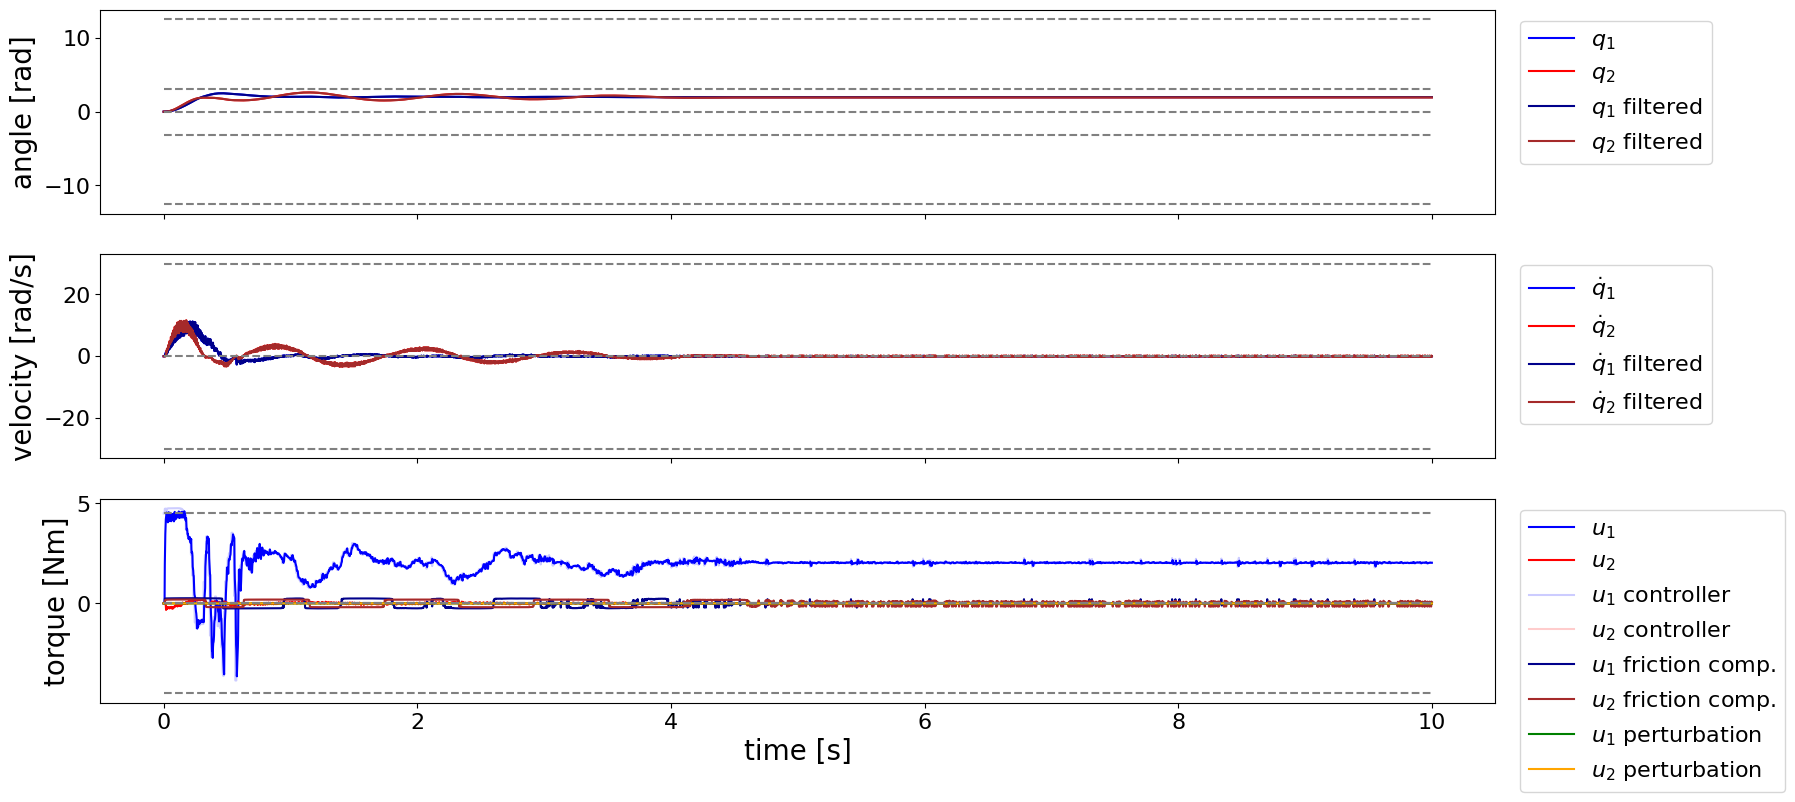 angle [rad]
10
0
−10
q₁
q₂
q₁ filtered
q₂ filtered
velocity [rad/s]
20
0
−20
q̇₁
q̇₂
q̇₁ filtered
q̇₂ filtered
torque [Nm]
5
0
0 2 4 6 8 10
time [s]
u₁
u₂
u₁ controller
u₂ controller
u₁ friction comp.
u₂ friction comp.
u₁ perturbation
u₂ perturbation